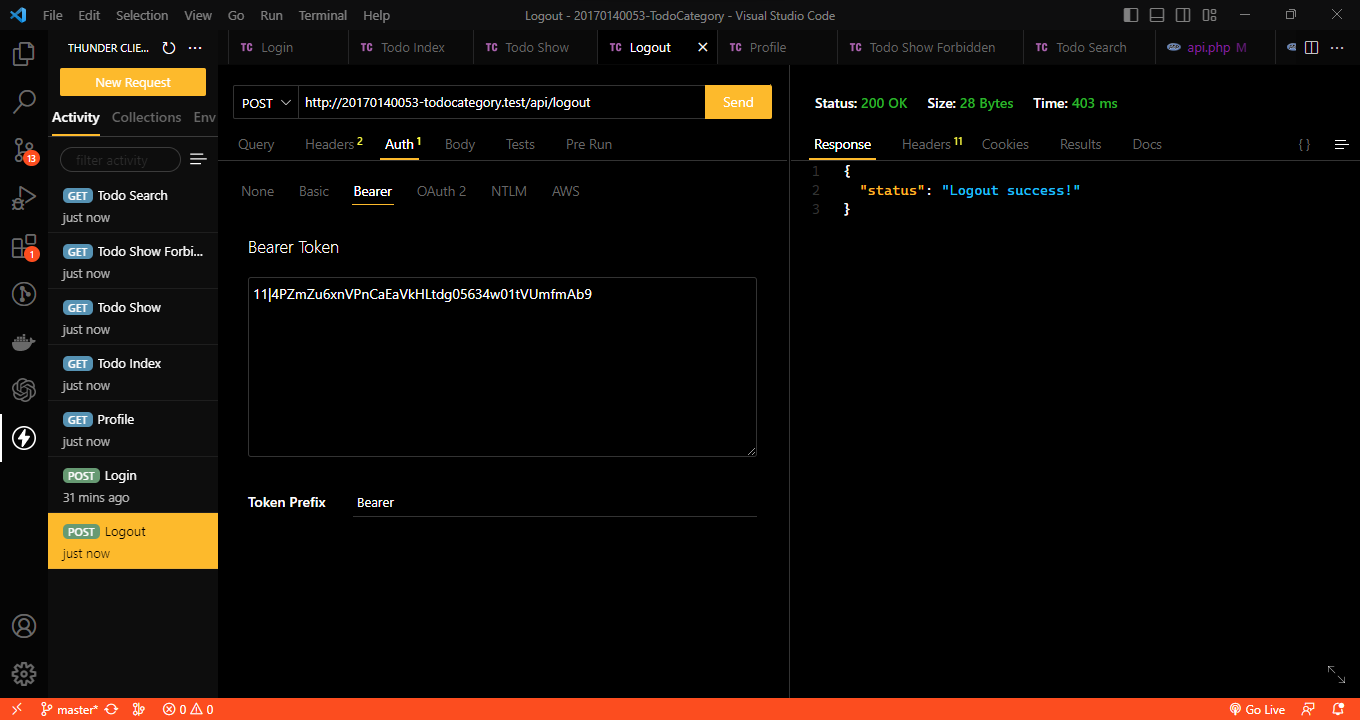 File Edit Selection View Go Run Terminal Help
Logout - 20170140053-TodoCategory - Visual Studio Code
THUNDER CLIE... ...
TC Login TC Todo Index TC Todo Show TC Logout TC Profile TC Todo Show Forbidden TC Todo Search php api.php M ...
New Request
Activity Collections Env
filter activity
GET Todo Search
just now
GET Todo Show Forbi...
just now
GET Todo Show
just now
GET Todo Index
just now
GET Profile
just now
POST Login
31 mins ago
POST Logout
just now
13
1
POST http://20170140053-todocategory.test/api/logout Send
Query Headers 2 Auth 1 Body Tests Pre Run
None Basic Bearer OAuth 2 NTLM AWS
Bearer Token
11|4PZmZu6xnVPnCaEaVkHLtdg05634w01tVUmfmAb9
Token Prefix Bearer
Status: 200 OK Size: 28 Bytes Time: 403 ms
Response Headers 11 Cookies Results Docs { }
1 {
2 "status": "Logout success!"
3 }
master* 0 0 Go Live